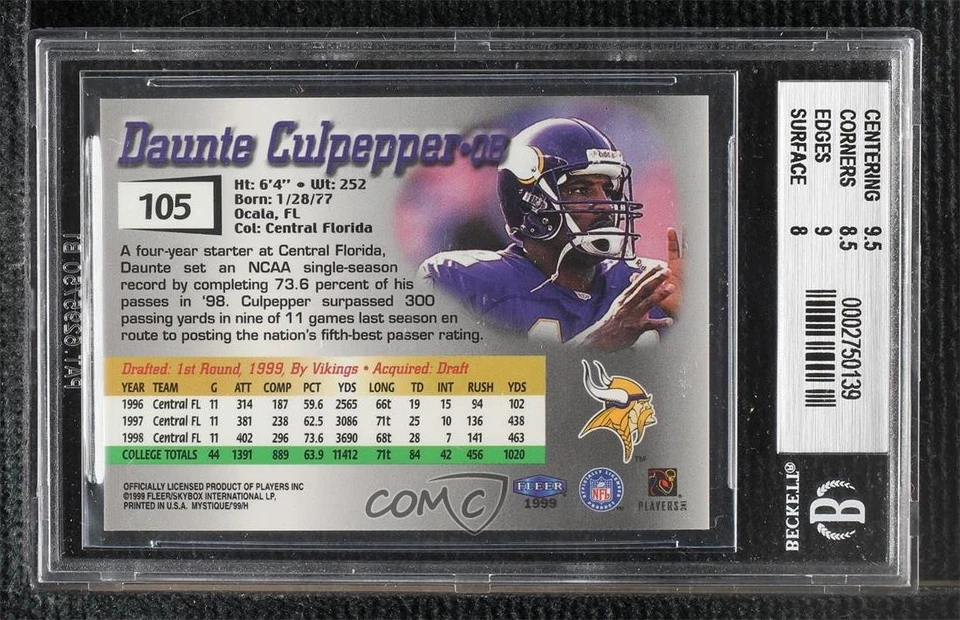 Daunte Culpepper • QB
105
Ht: 6'4" • Wt: 252
Born: 1/28/77
Ocala, FL
Col: Central Florida
A four-year starter at Central Florida,
Daunte set an NCAA single-season
record by completing 73.6 percent of his
passes in '98. Culpepper surpassed 300
passing yards in nine of 11 games last season en
route to posting the nation's fifth-best passer rating.
Drafted: 1st Round, 1999, By Vikings • Acquired: Draft
YEAR TEAM G ATT COMP PCT YDS LONG TD INT RUSH YDS
1996 Central FL 11 314 187 59.6 2565 66t 19 15 94 102
1997 Central FL 11 381 238 62.5 3086 71t 25 10 136 438
1998 Central FL 11 402 296 73.6 3690 68t 28 7 141 463
COLLEGE TOTALS 44 1391 889 63.9 11412 71t 84 42 456 1020
TM
OFFICIALLY LICENSED PRODUCT OF PLAYERS INC
©1999 FLEER/SKYBOX INTERNATIONAL LP,
PRINTED IN U.S.A. MYSTIQUE/'99/H
COMC
FLEER
1999
OFFICIALLY LICENSED
NFL
PRODUCT
PLAYERS INC
CENTERING 9.5
CORNERS 8.5
EDGES 9
SURFACE 8
0002750139
BECKETT®
B